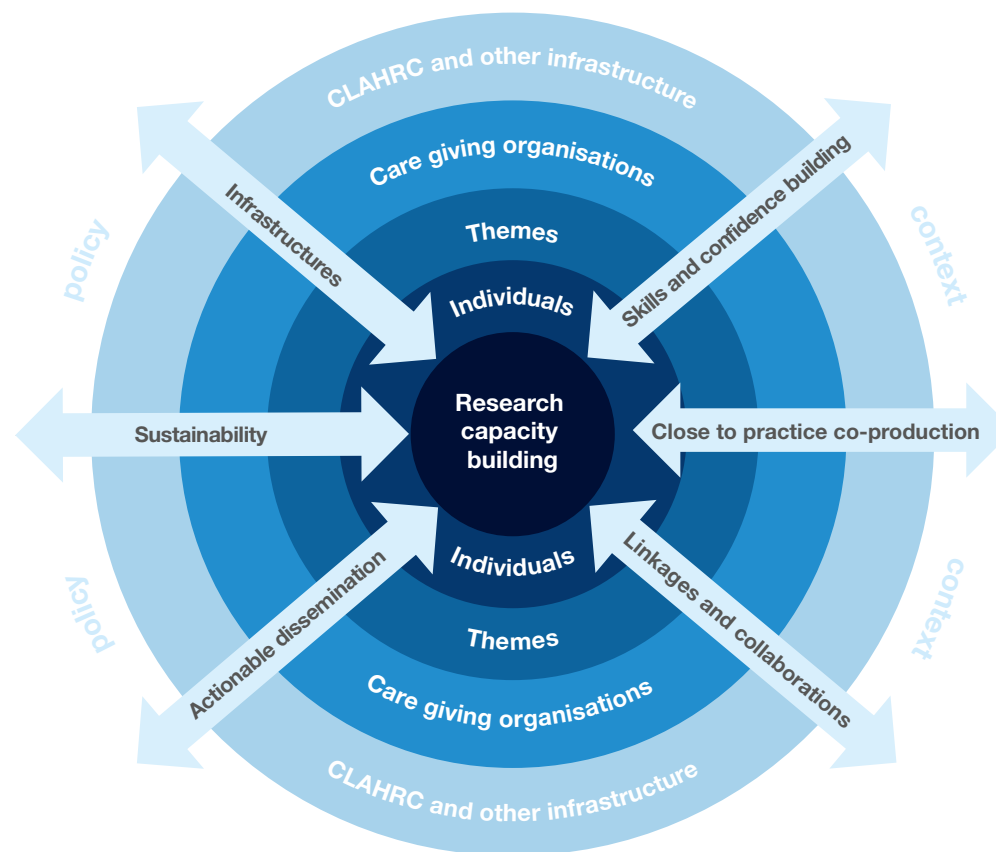 CLAHRC and other infrastructure
Care giving organisations
Themes
Individuals
Infrastructures
Skills and confidence building
policy
context
Research
capacity
building
Sustainability
Close to practice co-production
Actionable dissemination
Linkages and collaborations
policy
context
Individuals
Themes
Care giving organisations
CLAHRC and other infrastructure